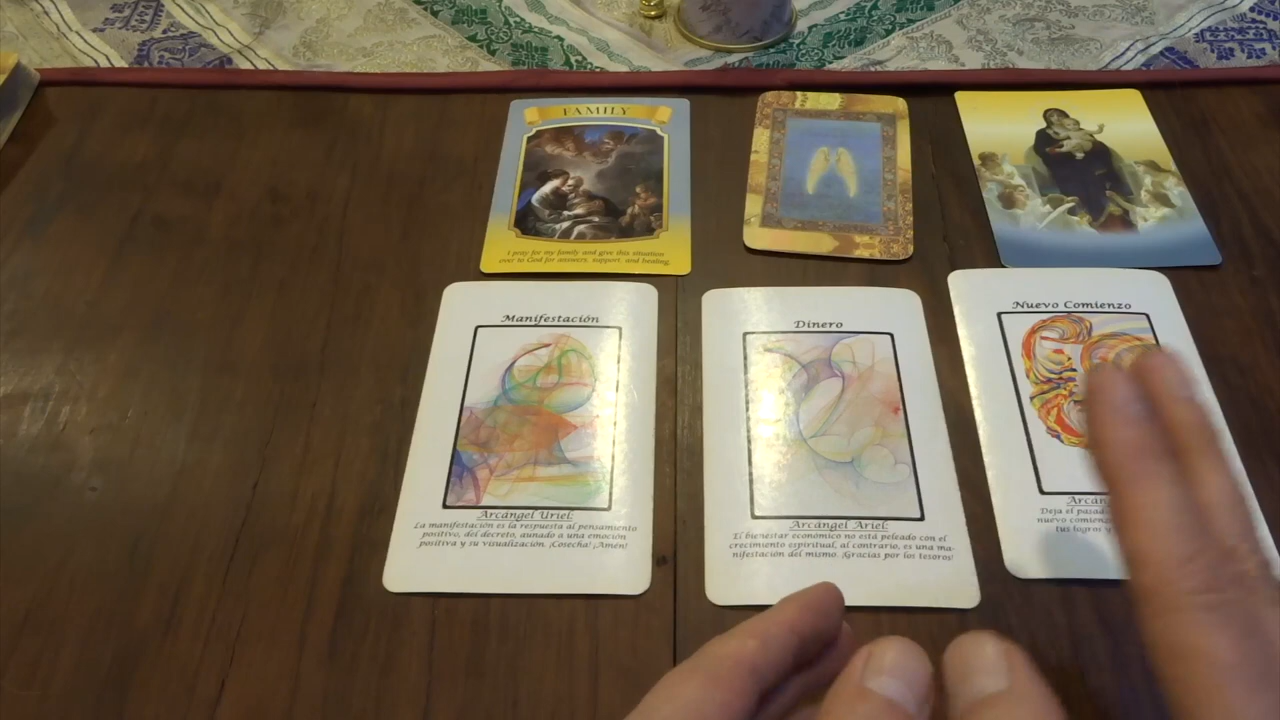 FAMILY
I pray for my family and give this situation
over to God for answers, support, and healing.
Manifestación
Arcángel Uriel:
La manifestación es la respuesta al pensamiento
positivo, del decreto, aunado a una emoción
positiva y su visualización. ¡Cosecha! ¡Amén!
Dinero
Arcángel Ariel:
El bienestar económico no está peleado con el
crecimiento espiritual, al contrario, es una ma-
nifestación del mismo. ¡Gracias por los tesoros!
Nuevo Comienzo
Arcán
Deja el pasad
nuevo comienz
tus logros y